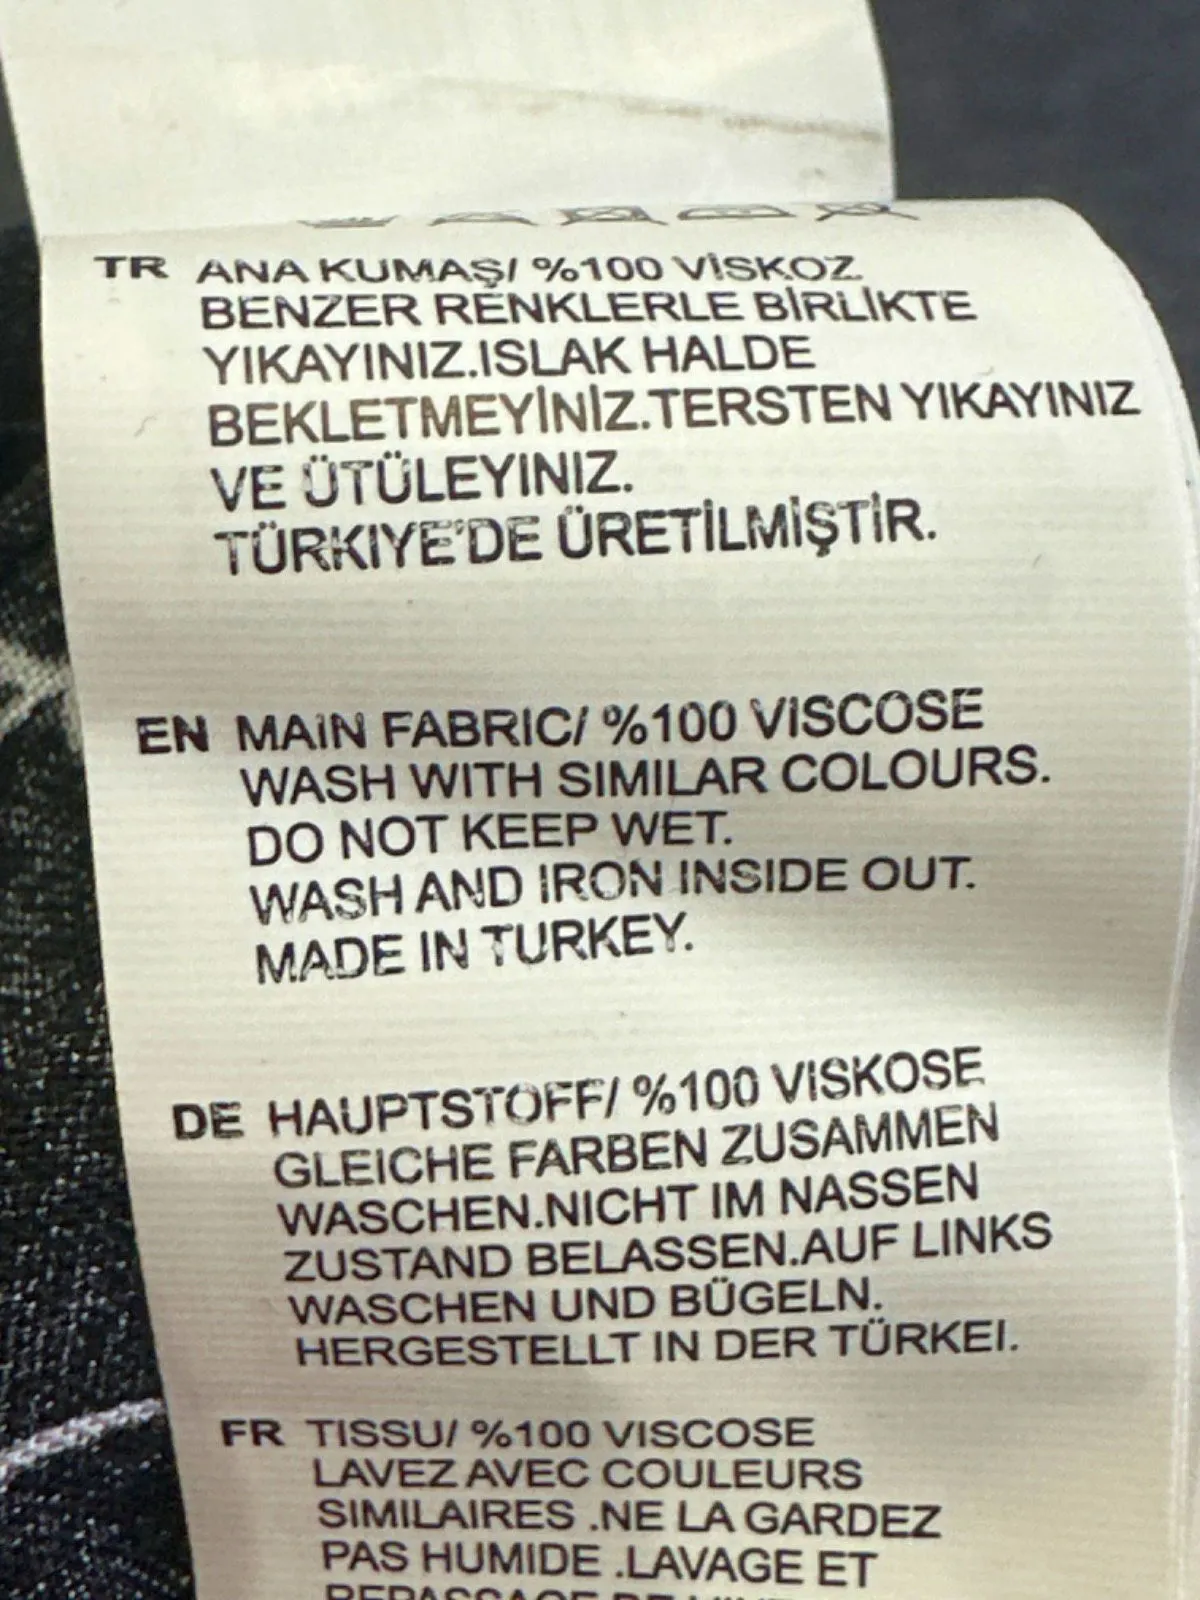 TR ANA KUMAŞ/ %100 VİSKOZ
BENZER RENKLERLE BİRLİKTE
YIKAYINIZ.ISLAK HALDE
BEKLETMEYİNİZ.TERSTEN YIKAYINIZ
VE ÜTÜLEYINIZ.
TÜRKIYE'DE ÜRETİLMİŞTİR.
EN MAIN FABRIC/ %100 VISCOSE
WASH WITH SIMILAR COLOURS.
DO NOT KEEP WET.
WASH AND IRON INSIDE OUT.
MADE IN TURKEY.
DE HAUPTSTOFF/ %100 VISKOSE
GLEICHE FARBEN ZUSAMMEN
WASCHEN.NICHT IM NASSEN
ZUSTAND BELASSEN.AUF LINKS
WASCHEN UND BÜGELN.
HERGESTELLT IN DER TÜRKEI.
FR TISSU/ %100 VISCOSE
LAVEZ AVEC COULEURS
SIMILAIRES .NE LA GARDEZ
PAS HUMIDE .LAVAGE ET